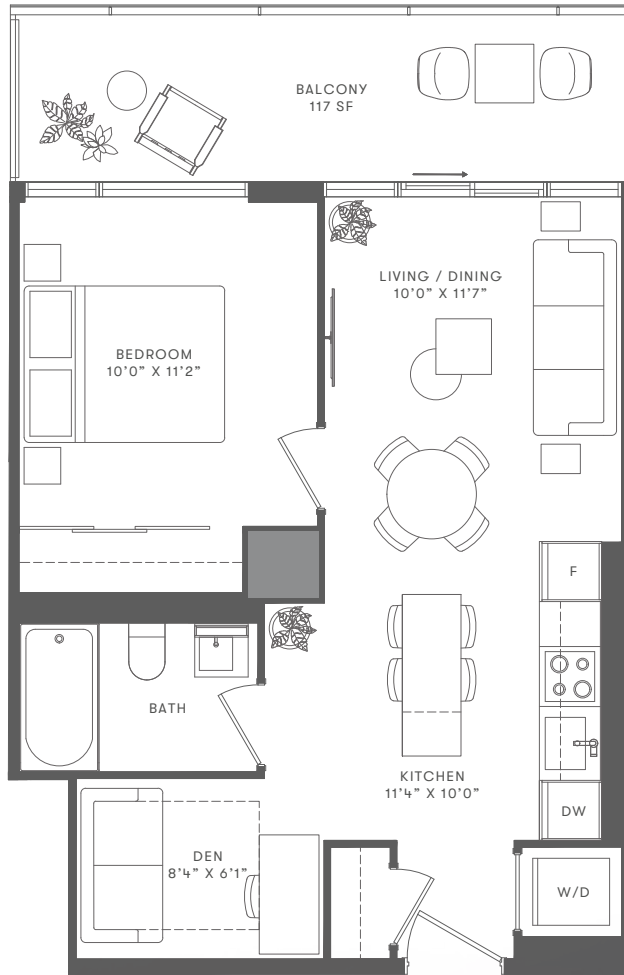 BALCONY
117 SF
LIVING / DINING
10'0" X 11'7"
BEDROOM
10'0" X 11'2"
F
BATH
KITCHEN
11'4" X 10'0"
DW
DEN
8'4" X 6'1"
W/D